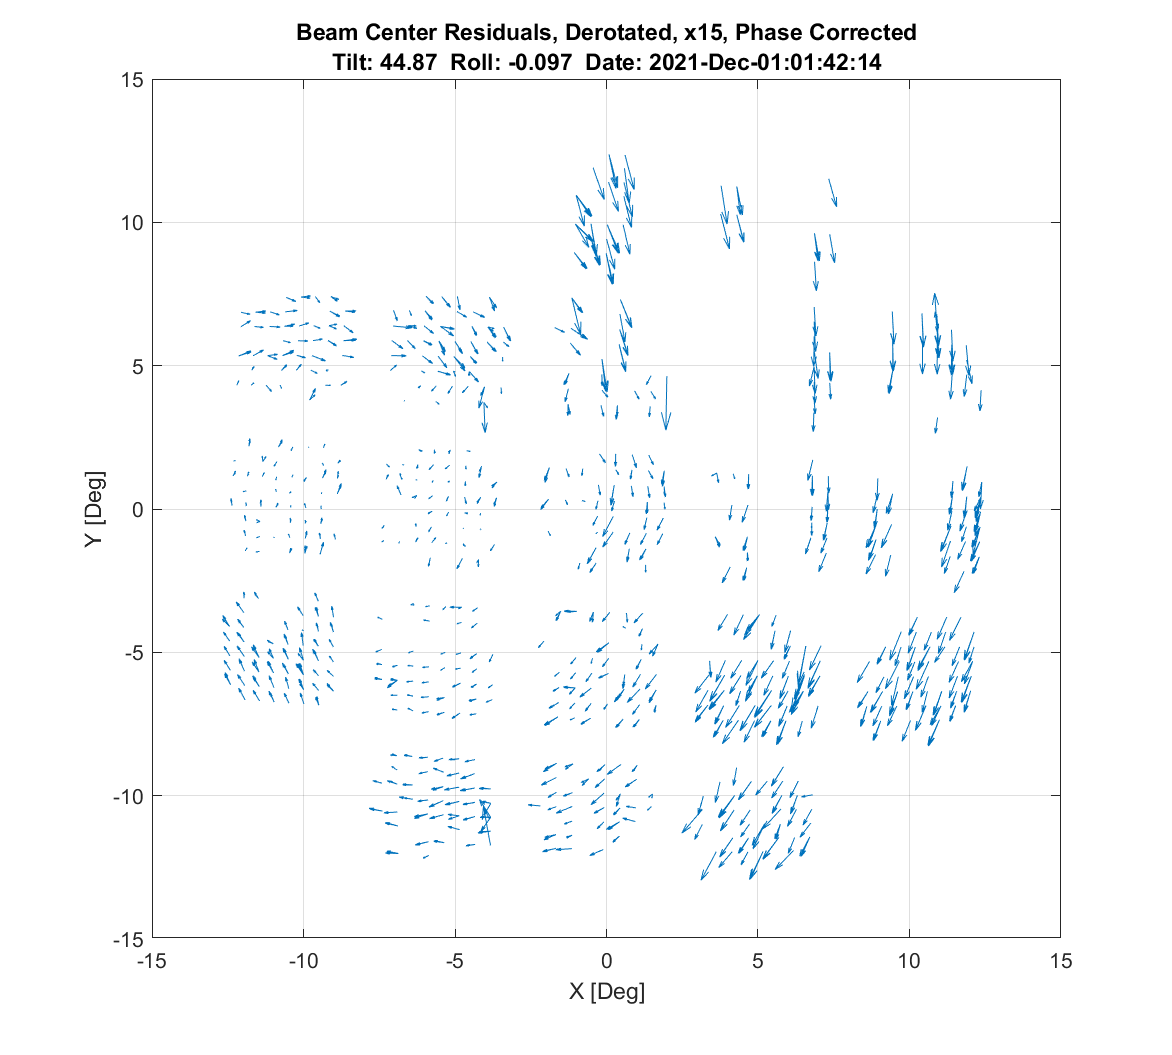 Beam Center Residuals, Derotated, x15, Phase Corrected
Tilt: 44.87 Roll: -0.097 Date: 2021-Dec-01:01:42:14
15
10
5
0
-5
-10
-15
Y [Deg]
-15 -10 -5 0 5 10 15
X [Deg]